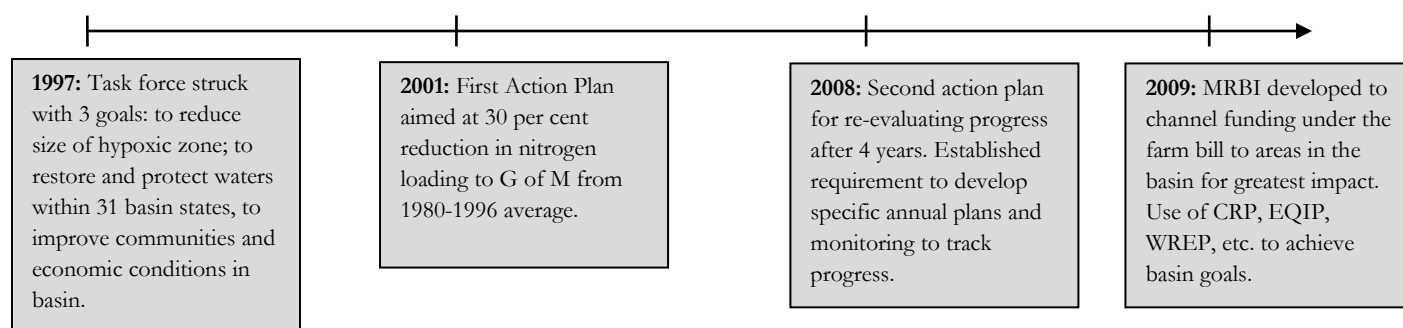 1997: Task force struck
with 3 goals: to reduce
size of hypoxic zone; to
restore and protect waters
within 31 basin states, to
improve communities and
economic conditions in
basin.
2001: First Action Plan
aimed at 30 per cent
reduction in nitrogen
loading to G of M from
1980-1996 average.
2008: Second action plan
for re-evaluating progress
after 4 years. Established
requirement to develop
specific annual plans and
monitoring to track
progress.
2009: MRBI developed to
channel funding under the
farm bill to areas in the
basin for greatest impact.
Use of CRP, EQIP,
WREP, etc. to achieve
basin goals.